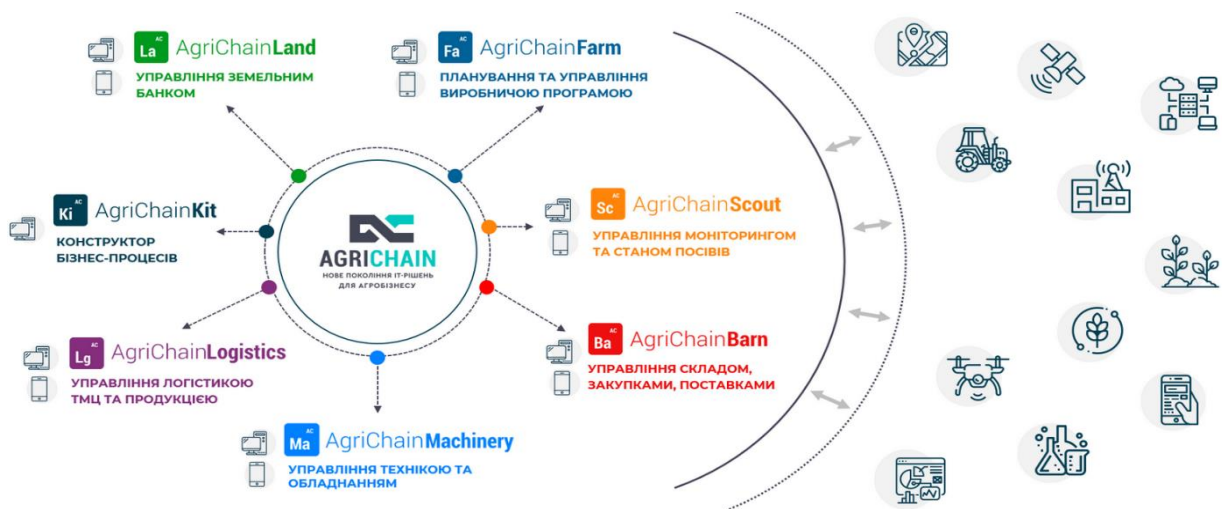 La AC AgriChainLand
УПРАВЛІННЯ ЗЕМЕЛЬНИМ
БАНКОМ
Fa AC AgriChainFarm
ПЛАНУВАННЯ ТА УПРАВЛІННЯ
ВИРОБНИЧОЮ ПРОГРАМОЮ
Ki AC AgriChainKit
КОНСТРУКТОР
БІЗНЕС-ПРОЦЕСІВ
AGRICHAIN
НОВЕ ПОКОЛІННЯ ІТ-РІШЕНЬ
ДЛЯ АГРОБІЗНЕСУ
Sc AC AgriChainScout
УПРАВЛІННЯ МОНІТОРИНГОМ
ТА СТАНОМ ПОСІВІВ
Lg AC AgriChainLogistics
УПРАВЛІННЯ ЛОГІСТИКОЮ
ТМЦ ТА ПРОДУКЦІЄЮ
Ba AC AgriChainBarn
УПРАВЛІННЯ СКЛАДОМ,
ЗАКУПКАМИ, ПОСТАВКАМИ
Ma AC AgriChainMachinery
УПРАВЛІННЯ ТЕХНІКОЮ ТА
ОБЛАДНАННЯМ